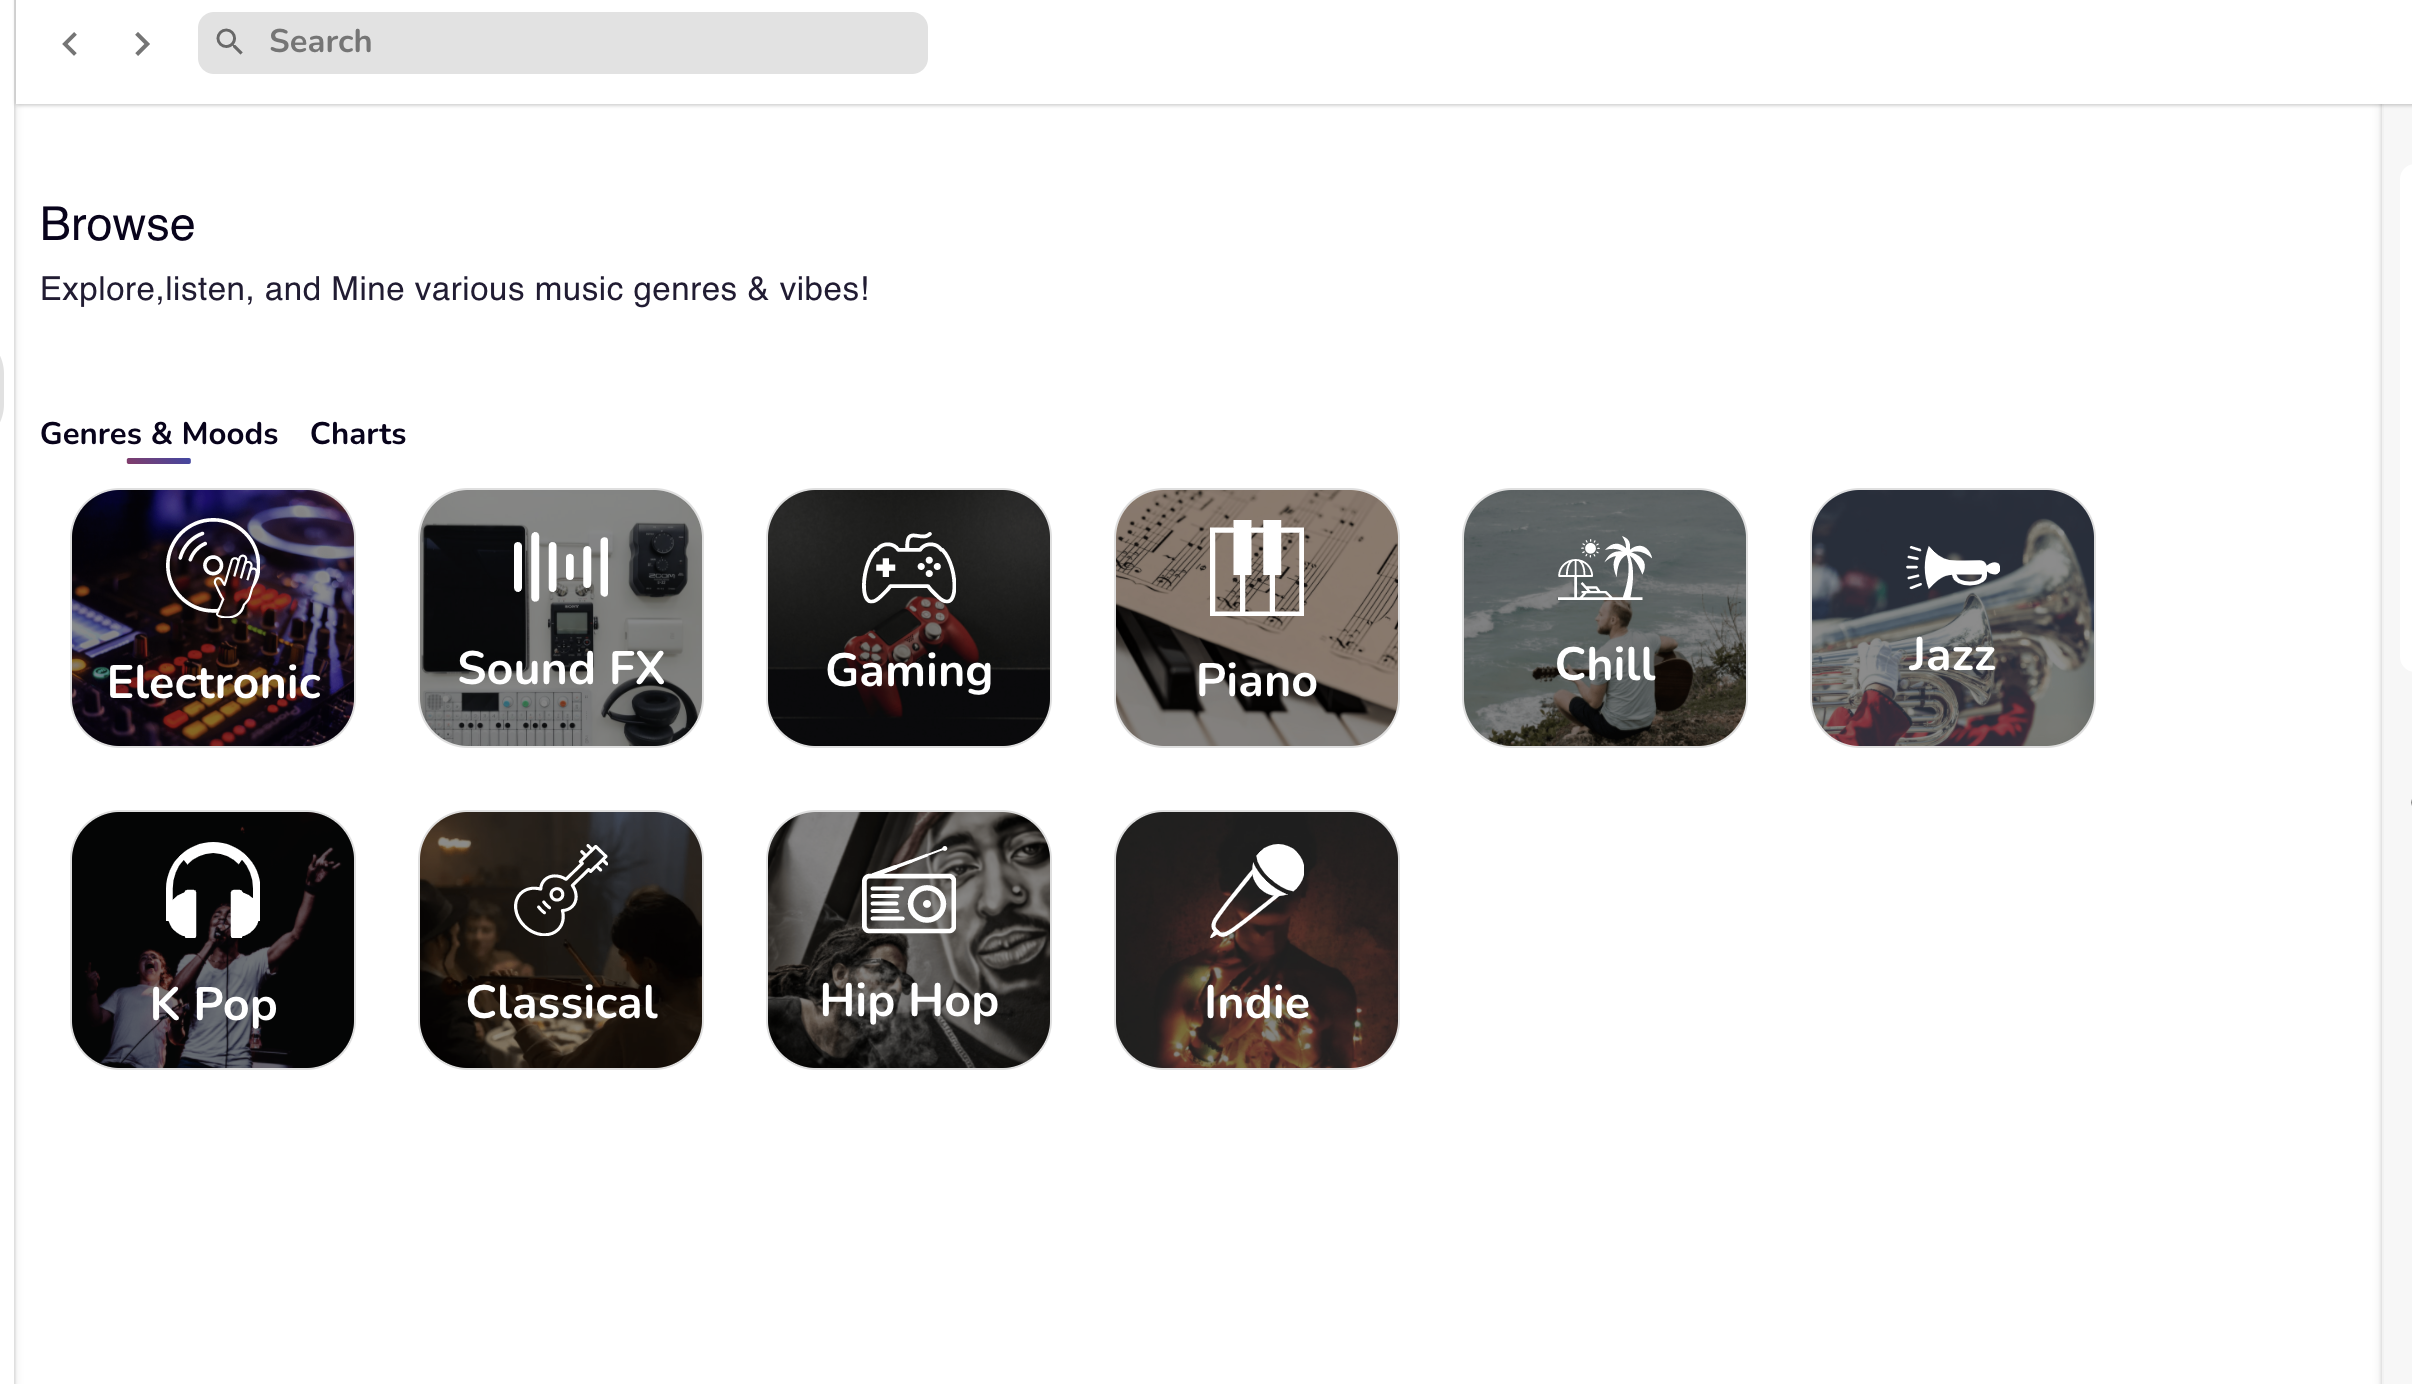 Search
Browse
Explore,listen, and Mine various music genres & vibes!
Genres & Moods Charts
Electronic
Sound FX
Gaming
Piano
Chill
Jazz
K Pop
Classical
Hip Hop
Indie